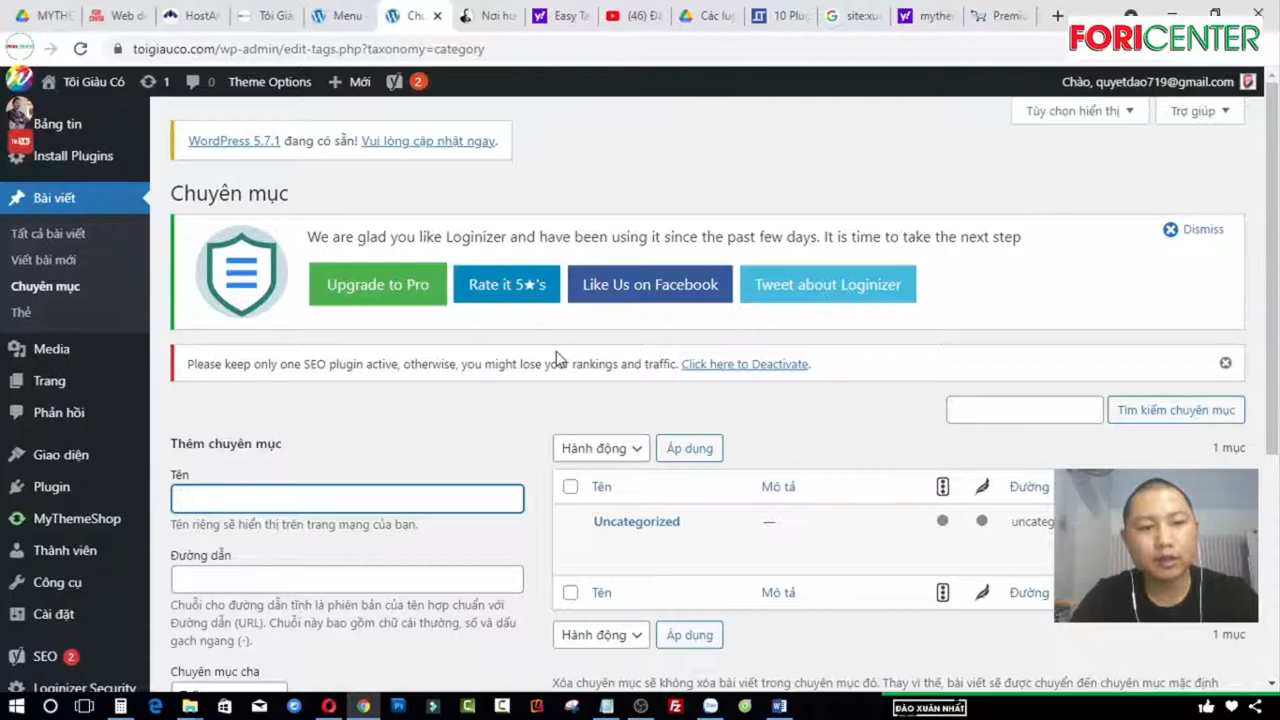 MYTHE
Web de
HostAr
Tôi Già
Menu
Chu
Nơi hư
Easy Ta
(46) Đà
Các lưu
10 Plug
site:xua
mythe
Premiu
FORICENTER
toigiauco.com/wp-admin/edit-tags.php?taxonomy=category
Tôi Giàu Có
1
0
Theme Options
Mới
2
Chào, quyetdao719@gmail.com
Tùy chọn hiển thị
Trợ giúp
Bảng tin
Install Plugins
Bài viết
Tất cả bài viết
Viết bài mới
Chuyên mục
Thẻ
Media
Trang
Phản hồi
Giao diện
Plugin
MyThemeShop
Thành viên
Công cụ
Cài đặt
SEO 2
Loginizer Security
WordPress 5.7.1 đang có sẵn! Vui lòng cập nhật ngay.
Chuyên mục
We are glad you like Loginizer and have been using it since the past few days. It is time to take the next step
Dismiss
Upgrade to Pro
Rate it 5★'s
Like Us on Facebook
Tweet about Loginizer
Please keep only one SEO plugin active, otherwise, you might lose your rankings and traffic. Click here to Deactivate.
Tìm kiếm chuyên mục
Thêm chuyên mục
Tên
Tên riêng sẽ hiển thị trên trang mạng của bạn.
Đường dẫn
Chuỗi cho đường dẫn tĩnh là phiên bản của tên hợp chuẩn với
Đường dẫn (URL). Chuỗi này bao gồm chữ cái thường, số và dấu
gạch ngang (-).
Chuyên mục cha
Hành động
Áp dụng
1 mục
Tên
Mô tả
Đường
Uncategorized
—
uncateg
Tên
Mô tả
Đường
Hành động
Áp dụng
1 mục
Xóa chuyên mục sẽ không xóa bài viết trong chuyên mục đó. Thay vì thế, bài viết sẽ được chuyển đến chuyên mục mặc định
ĐÀO XUÂN NHẤT